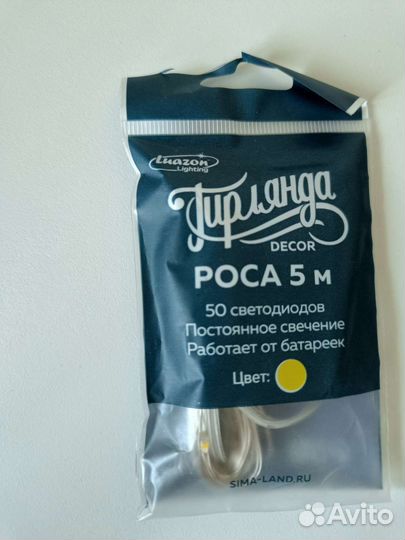 Luazon
Lighting
Гирлянда
DECOR
РОСА 5 м
50 светодиодов
Постоянное свечение
Работает от батареек
Цвет:
SIMA-LAND.RU
Avito